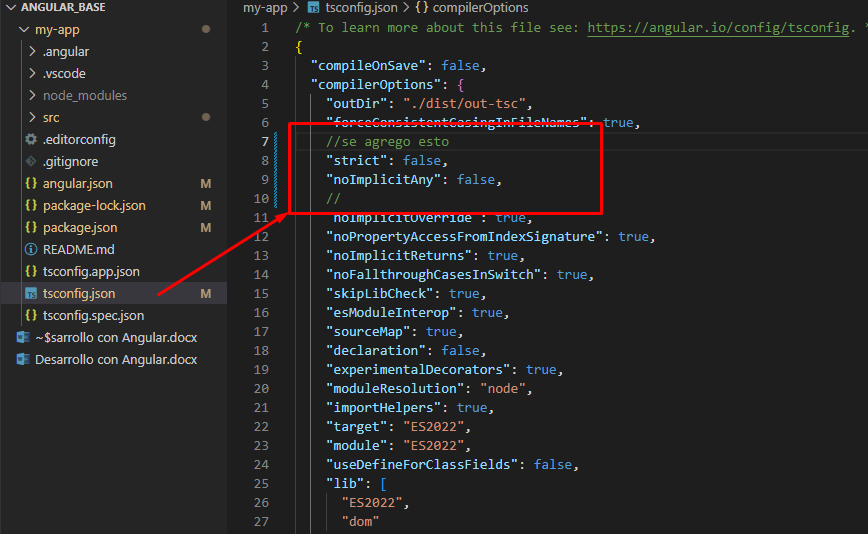 ANGULAR_BASE
my-app
.angular
.vscode
node_modules
src
.editorconfig
.gitignore
angular.json M
package-lock.json M
package.json M
README.md
tsconfig.app.json
TS tsconfig.json M
tsconfig.spec.json
~$sarrollo con Angular.docx
Desarrollo con Angular.docx
my-app > TS tsconfig.json > {} compilerOptions
1 /* To learn more about this file see: https://angular.io/config/tsconfig. *
2 {
3 "compileOnSave": false,
4 "compilerOptions": {
5 "outDir": "./dist/out-tsc",
6 "forceConsistentCasingInFileNames": true,
7 //se agrego esto
8 "strict": false,
9 "noImplicitAny": false,
10 //
11 "noImplicitOverride": true,
12 "noPropertyAccessFromIndexSignature": true,
13 "noImplicitReturns": true,
14 "noFallthroughCasesInSwitch": true,
15 "skipLibCheck": true,
16 "esModuleInterop": true,
17 "sourceMap": true,
18 "declaration": false,
19 "experimentalDecorators": true,
20 "moduleResolution": "node",
21 "importHelpers": true,
22 "target": "ES2022",
23 "module": "ES2022",
24 "useDefineForClassFields": false,
25 "lib": [
26 "ES2022",
27 "dom"